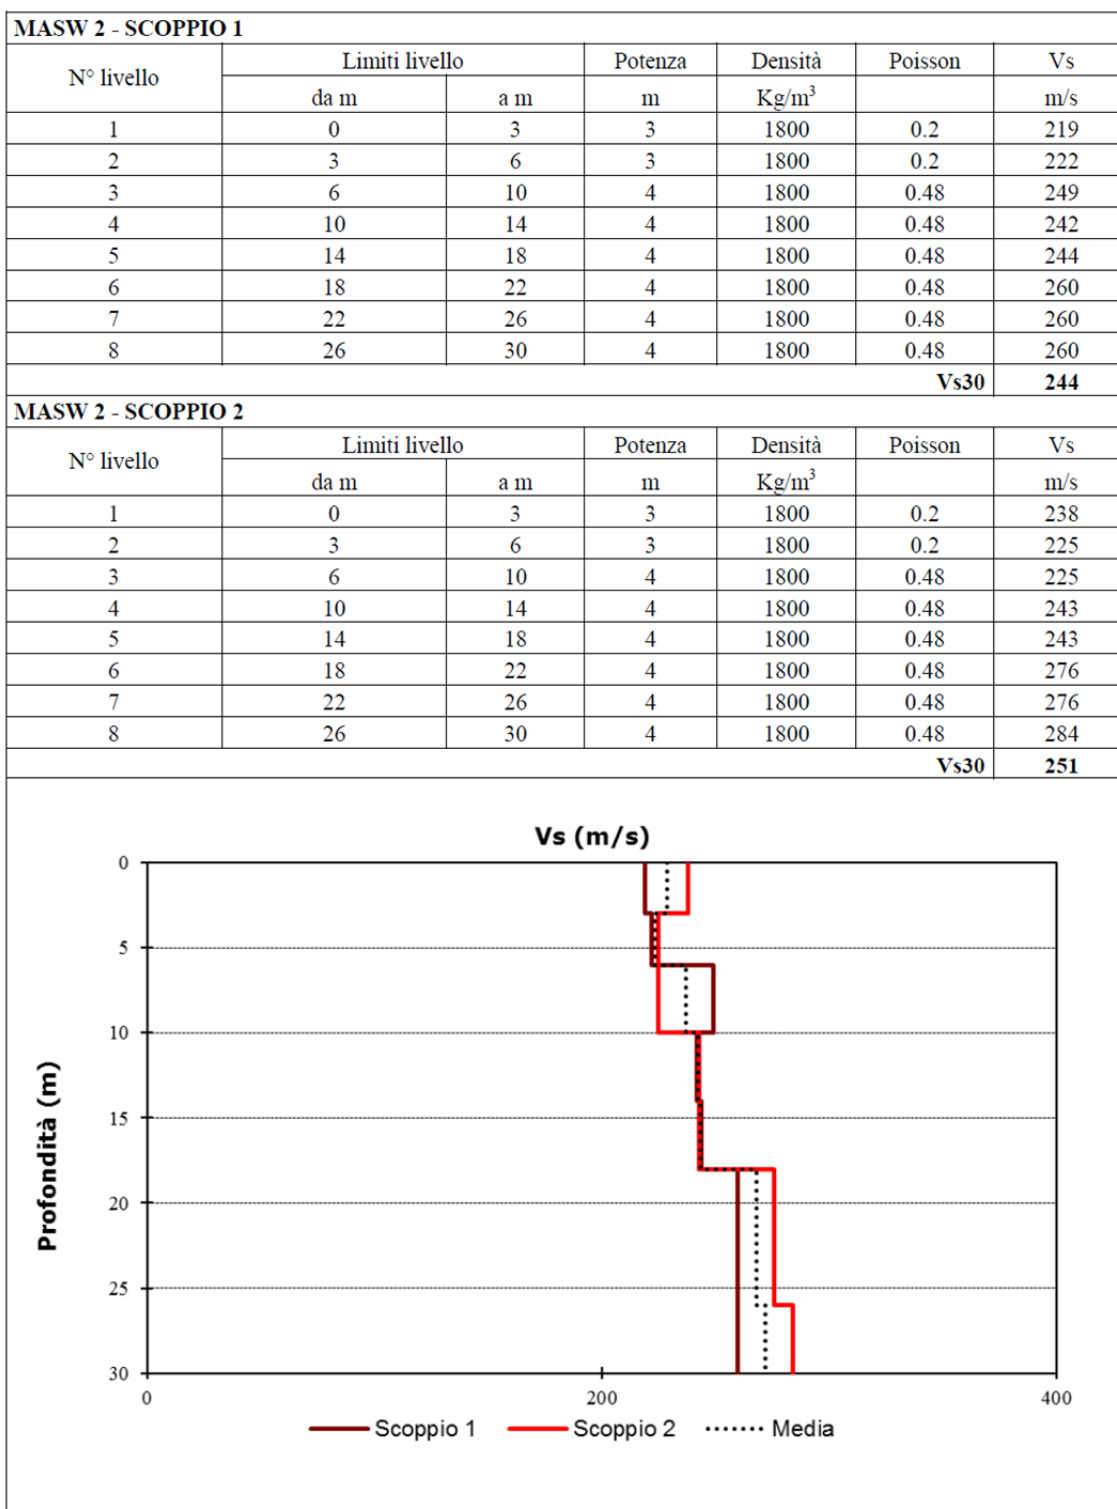 MASW 2 - SCOPPIO 1
N° livello Limiti livello Potenza Densità Poisson Vs
da m a m m Kg/m³ m/s
1 0 3 3 1800 0.2 219
2 3 6 3 1800 0.2 222
3 6 10 4 1800 0.48 249
4 10 14 4 1800 0.48 242
5 14 18 4 1800 0.48 244
6 18 22 4 1800 0.48 260
7 22 26 4 1800 0.48 260
8 26 30 4 1800 0.48 260
Vs30 244
MASW 2 - SCOPPIO 2
N° livello Limiti livello Potenza Densità Poisson Vs
da m a m m Kg/m³ m/s
1 0 3 3 1800 0.2 238
2 3 6 3 1800 0.2 225
3 6 10 4 1800 0.48 225
4 10 14 4 1800 0.48 243
5 14 18 4 1800 0.48 243
6 18 22 4 1800 0.48 276
7 22 26 4 1800 0.48 276
8 26 30 4 1800 0.48 284
Vs30 251
Vs (m/s)
0
5
10
15
20
25
30
Profondità (m)
0 200 400
Scoppio 1 Scoppio 2 Media